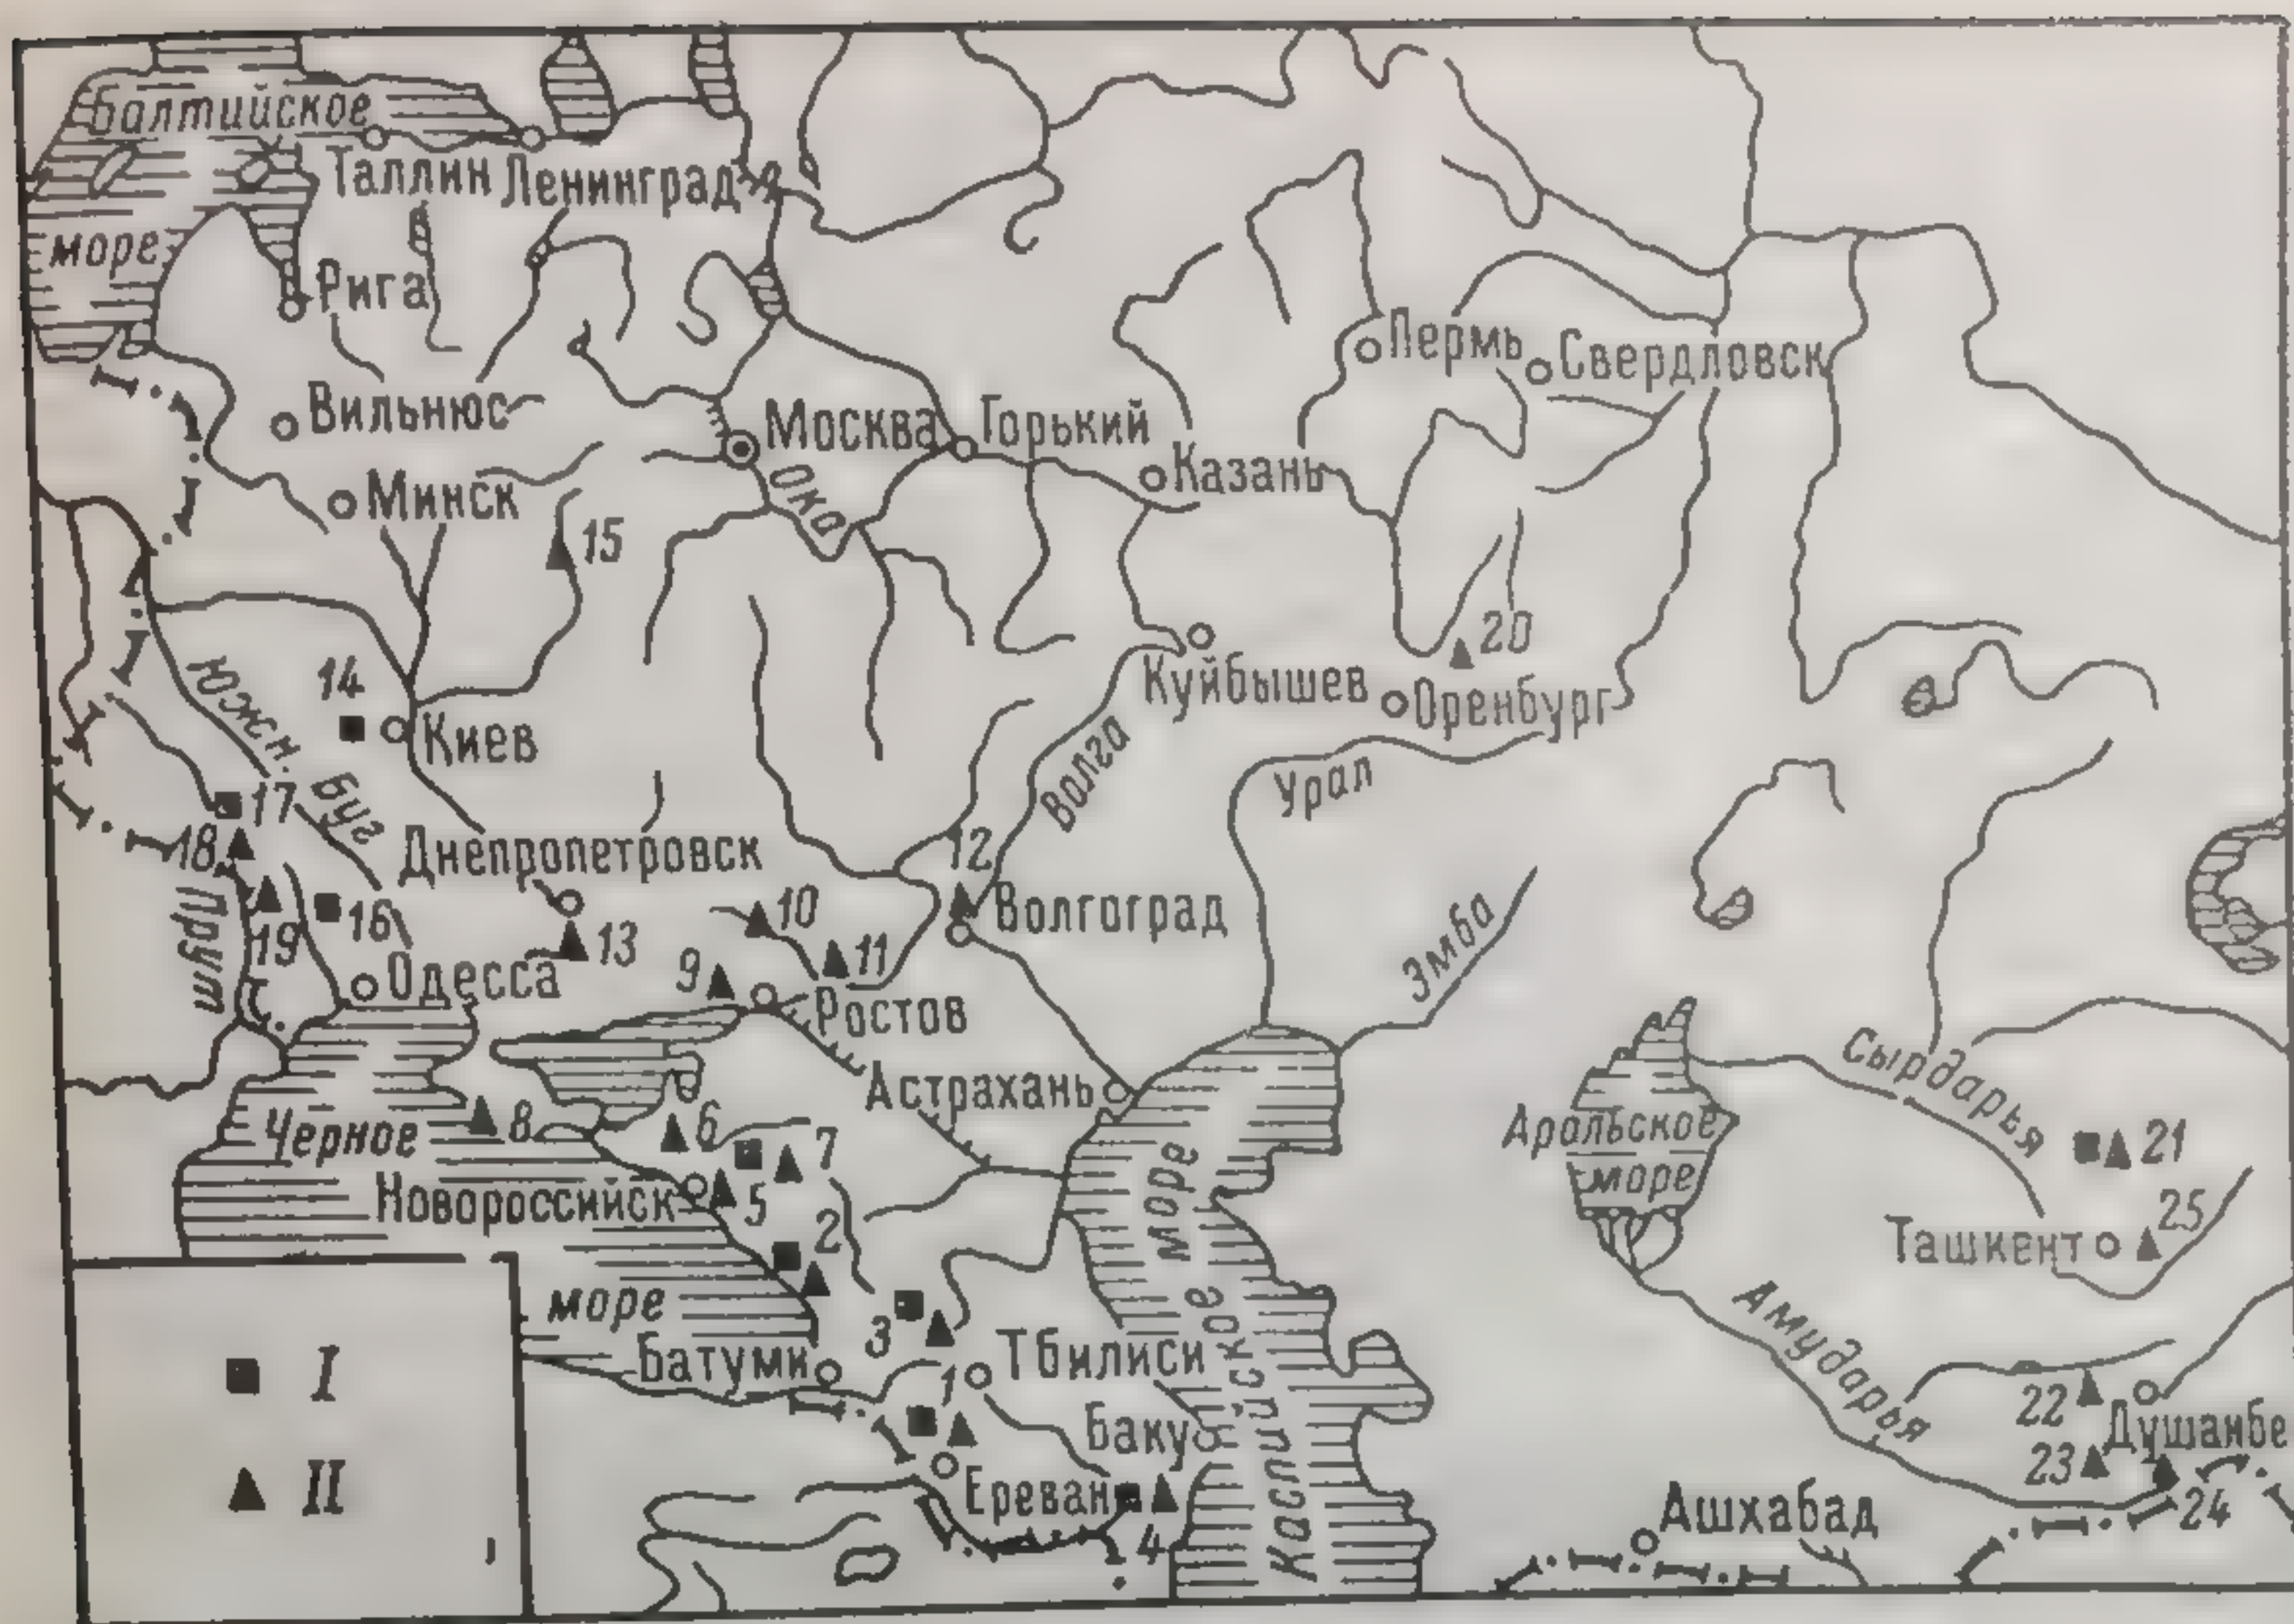 Балтийское
Таллин Ленинград
море
Рига
Пермь
Свердловск
Вильнюс
Москва
Горький
Казань
Минск
Ока
15
20
14
Южн. Буг
Киев
Куйбышев
Оренбург
Волга
Урал
17
18
Днепропетровск
12
Волгоград
Эмба
Прут
19
16
10
13
11
9
Одесса
Ростов
Сырдарья
Астрахань
Аральское
море
Черное
8
6
7
21
Новороссийск
5
25
Ташкент
2
море
Каспийское море
Амударья
I
3
Батуми
Тбилиси
1
22
Душанбе
Баку
23
II
Ереван
4
Ашхабад
24